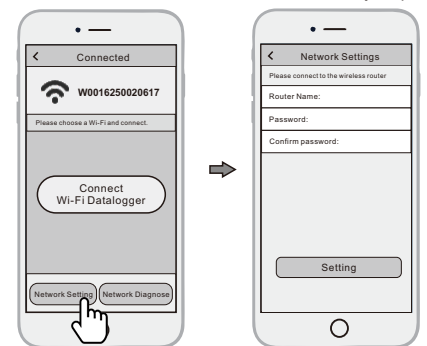 Connected
W0016250020617
Please choose a Wi-Fi and connect.
Connect
Wi-Fi Datalogger
Network Setting
Network Diagnose
Network Settings
Please connect to the wireless router
Router Name:
Password:
Confirm password:
Setting